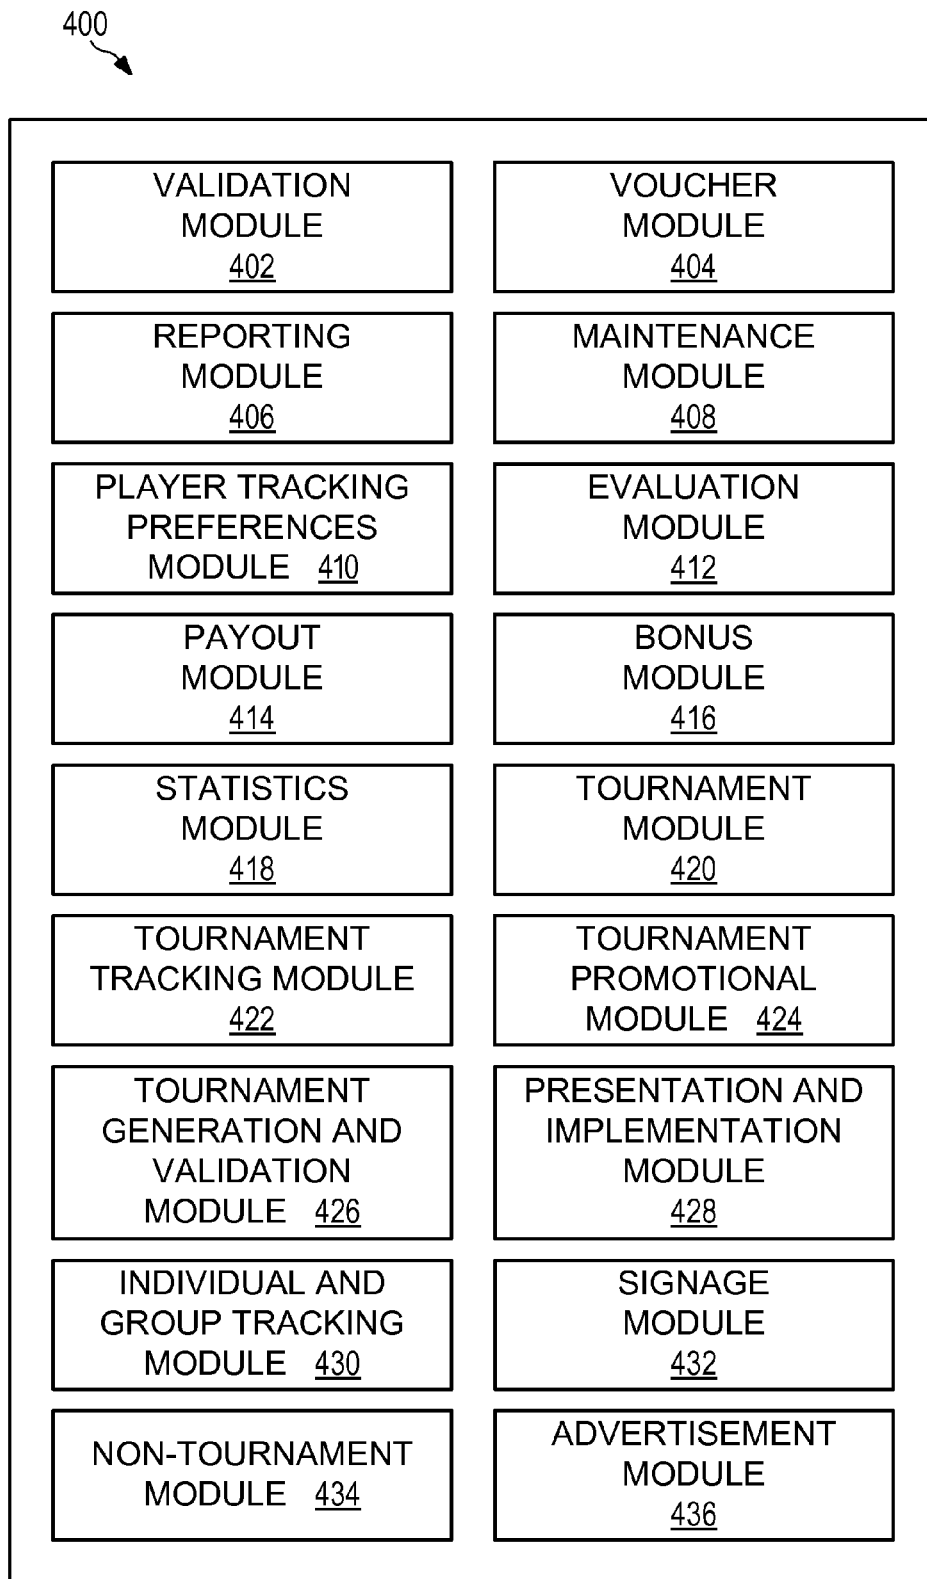 400
VALIDATION
MODULE
402
VOUCHER
MODULE
404
REPORTING
MODULE
406
MAINTENANCE
MODULE
408
PLAYER TRACKING
PREFERENCES
MODULE 410
EVALUATION
MODULE
412
PAYOUT
MODULE
414
BONUS
MODULE
416
STATISTICS
MODULE
418
TOURNAMENT
MODULE
420
TOURNAMENT
TRACKING MODULE
422
TOURNAMENT
PROMOTIONAL
MODULE 424
TOURNAMENT
GENERATION AND
VALIDATION
MODULE 426
PRESENTATION AND
IMPLEMENTATION
MODULE
428
INDIVIDUAL AND
GROUP TRACKING
MODULE 430
SIGNAGE
MODULE
432
NON-TOURNAMENT
MODULE 434
ADVERTISEMENT
MODULE
436